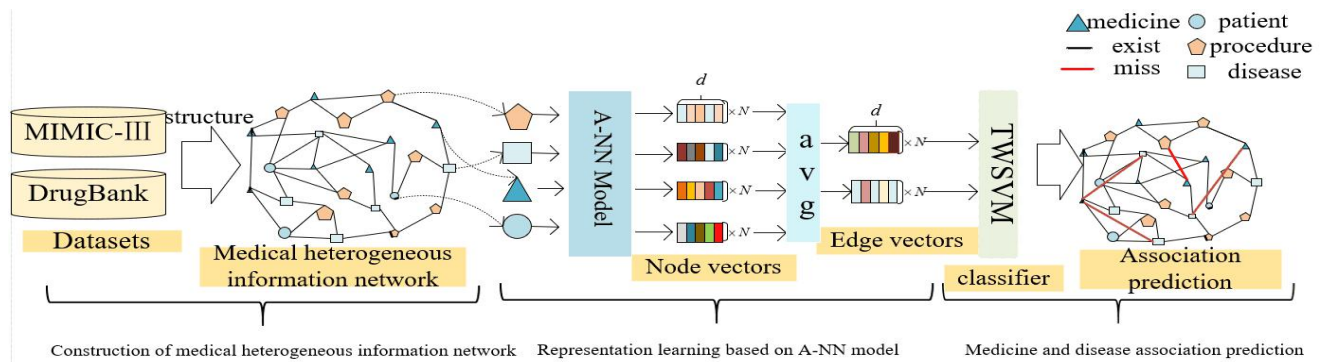 medicine
patient
exist
procedure
miss
disease
MIMIC-III
structure
DrugBank
Datasets
Medical heterogeneous
information network
A-NN Model
d
×N
×N
×N
×N
Node vectors
avg
d
×N
×N
Edge vectors
TWSVM
classifier
Association
prediction
Construction of medical heterogeneous information network
Representation learning based on A-NN model
Medicine and disease association prediction